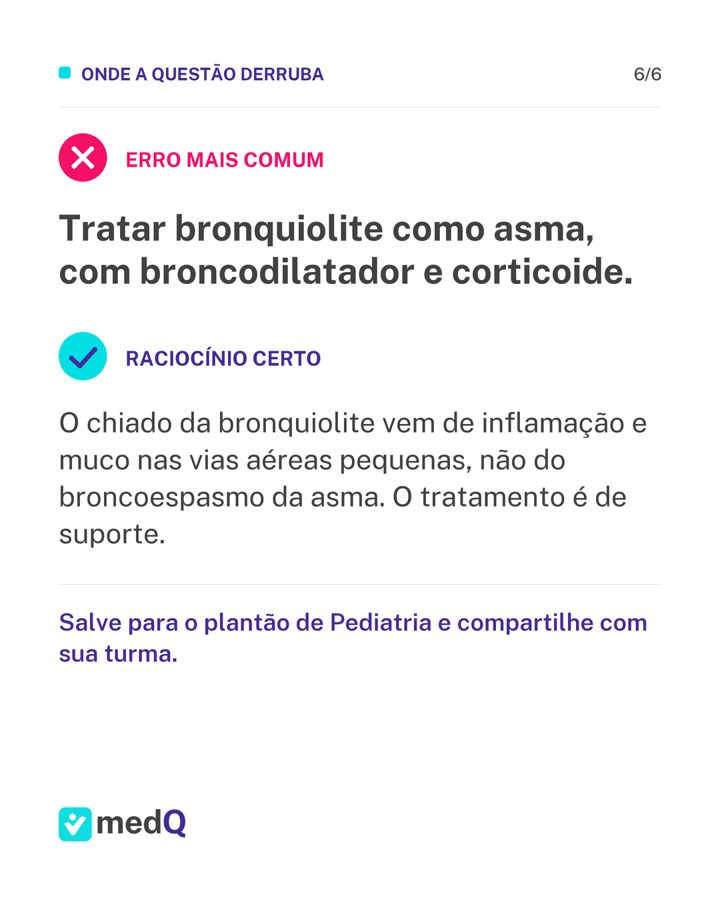 ONDE A QUESTÃO DERRUBA
6/6
ERRO MAIS COMUM
Tratar bronquiolite como asma,
com broncodilatador e corticoide.
RACIOCÍNIO CERTO
O chiado da bronquiolite vem de inflamação e
muco nas vias aéreas pequenas, não do
broncoespasmo da asma. O tratamento é de
suporte.
Salve para o plantão de Pediatria e compartilhe com
sua turma.
medQ